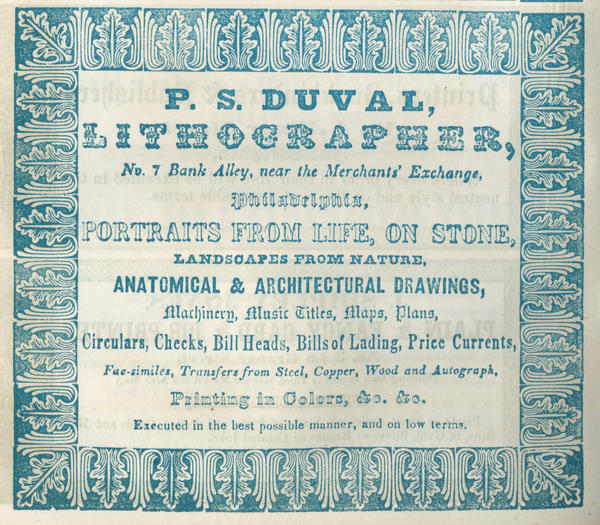 P. S. DUVAL,
LITHOGRAPHER,
No. 7 Bank Alley, near the Merchants' Exchange,
Philadelphia,
PORTRAITS FROM LIFE, ON STONE,
LANDSCAPES FROM NATURE,
ANATOMICAL & ARCHITECTURAL DRAWINGS,
Machinery, Music Titles, Maps, Plans,
Circulars, Checks, Bill Heads, Bills of Lading, Price Currents,
Fac-similes, Transfers from Steel, Copper, Wood and Autograph,
Printing in Colors, &c. &c.
Executed in the best possible manner, and on low terms.